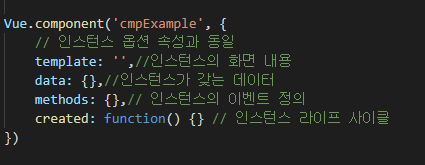 Vue.component('cmpExample', {
// 인스턴스 옵션 속성과 동일
template: '',//인스턴스의 화면 내용
data: {},//인스턴스가 갖는 데이터
methods: {},// 인스턴스의 이벤트 정의
created: function() {} // 인스턴스 라이프 사이클
})